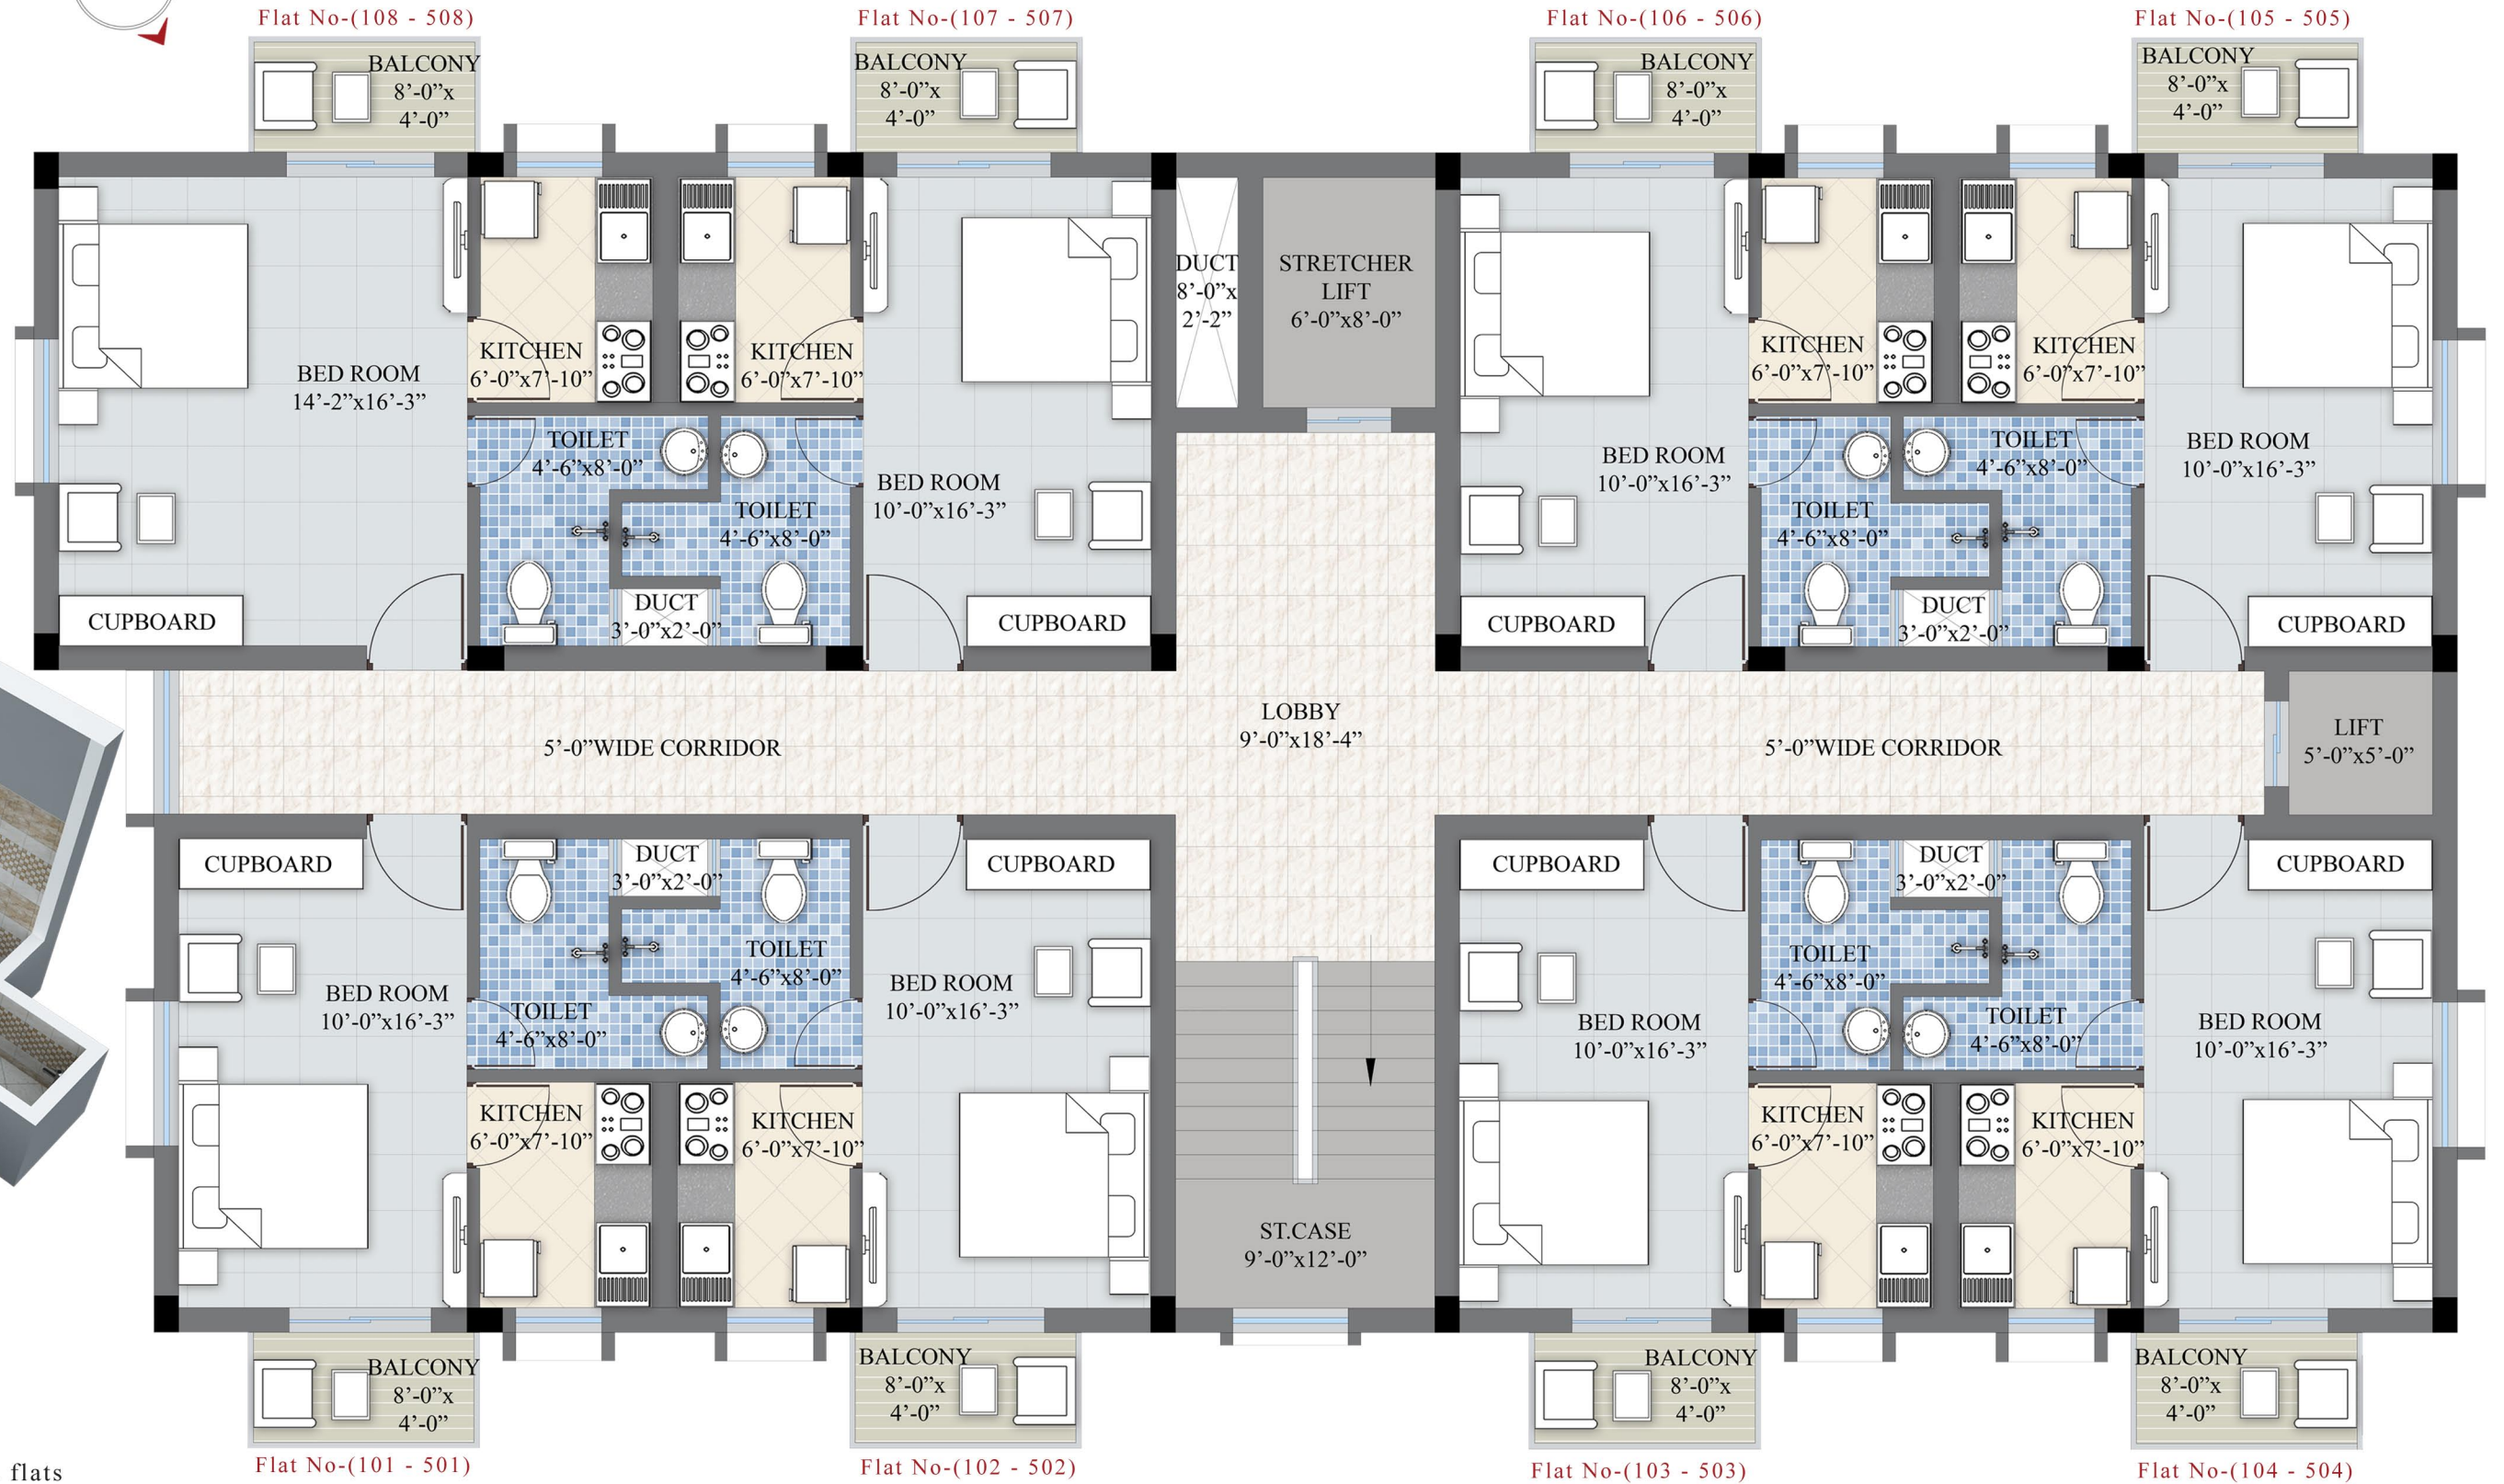 Flat No-(108 - 508)
Flat No-(107 - 507)
Flat No-(106 - 506)
Flat No-(105 - 505)
BALCONY
8’-0”x
4’-0”
BALCONY
8’-0”x
4’-0”
BALCONY
8’-0”x
4’-0”
BALCONY
8’-0”x
4’-0”
BED ROOM
14’-2”x16’-3”
KITCHEN
6’-0”x7’-10”
KITCHEN
6’-0”x7’-10”
DUCT
8’-0”x
2’-2”
STRETCHER
LIFT
6’-0”x8’-0”
KITCHEN
6’-0”x7’-10”
KITCHEN
6’-0”x7’-10”
TOILET
4’-6”x8’-0”
TOILET
4’-6”x8’-0”
BED ROOM
10’-0”x16’-3”
BED ROOM
10’-0”x16’-3”
TOILET
4’-6”x8’-0”
TOILET
4’-6”x8’-0”
BED ROOM
10’-0”x16’-3”
CUPBOARD
DUCT
3’-0”x2’-0”
CUPBOARD
CUPBOARD
DUCT
3’-0”x2’-0”
CUPBOARD
5’-0”WIDE CORRIDOR
LOBBY
9’-0”x18’-4”
5’-0”WIDE CORRIDOR
LIFT
5’-0”x5’-0”
CUPBOARD
DUCT
3’-0”x2’-0”
CUPBOARD
CUPBOARD
DUCT
3’-0”x2’-0”
CUPBOARD
BED ROOM
10’-0”x16’-3”
TOILET
4’-6”x8’-0”
TOILET
4’-6”x8’-0”
BED ROOM
10’-0”x16’-3”
BED ROOM
10’-0”x16’-3”
TOILET
4’-6”x8’-0”
TOILET
4’-6”x8’-0”
BED ROOM
10’-0”x16’-3”
KITCHEN
6’-0”x7’-10”
KITCHEN
6’-0”x7’-10”
ST.CASE
9’-0”x12’-0”
KITCHEN
6’-0”x7’-10”
KITCHEN
6’-0”x7’-10”
BALCONY
8’-0”x
4’-0”
BALCONY
8’-0”x
4’-0”
BALCONY
8’-0”x
4’-0”
BALCONY
8’-0”x
4’-0”
flats
Flat No-(101 - 501)
Flat No-(102 - 502)
Flat No-(103 - 503)
Flat No-(104 - 504)